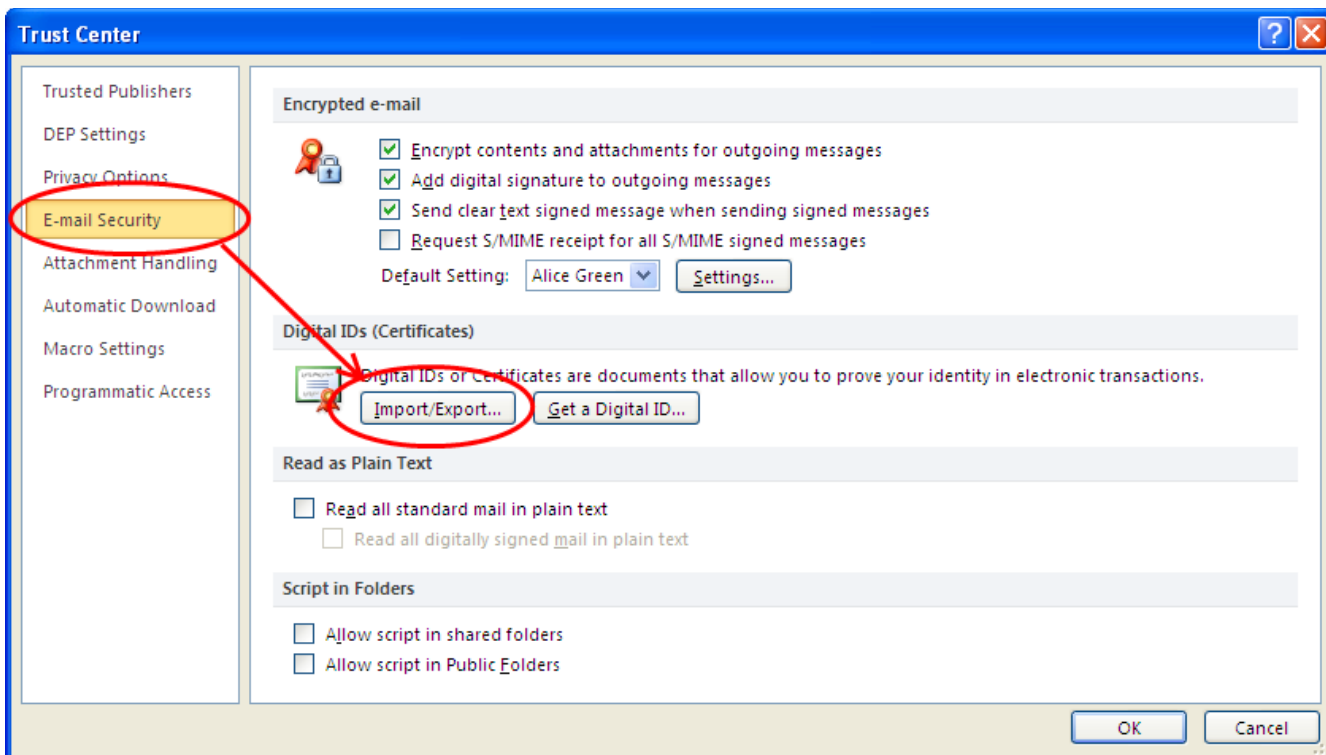 Trust Center
Trusted Publishers
DEP Settings
Privacy Options
E-mail Security
Attachment Handling
Automatic Download
Macro Settings
Programmatic Access
Encrypted e-mail
Encrypt contents and attachments for outgoing messages
Add digital signature to outgoing messages
Send clear text signed message when sending signed messages
Request S/MIME receipt for all S/MIME signed messages
Default Setting: Alice Green Settings...
Digital IDs (Certificates)
Digital IDs or Certificates are documents that allow you to prove your identity in electronic transactions.
Import/Export... Get a Digital ID...
Read as Plain Text
Read all standard mail in plain text
Read all digitally signed mail in plain text
Script in Folders
Allow script in shared folders
Allow script in Public Folders
OK Cancel